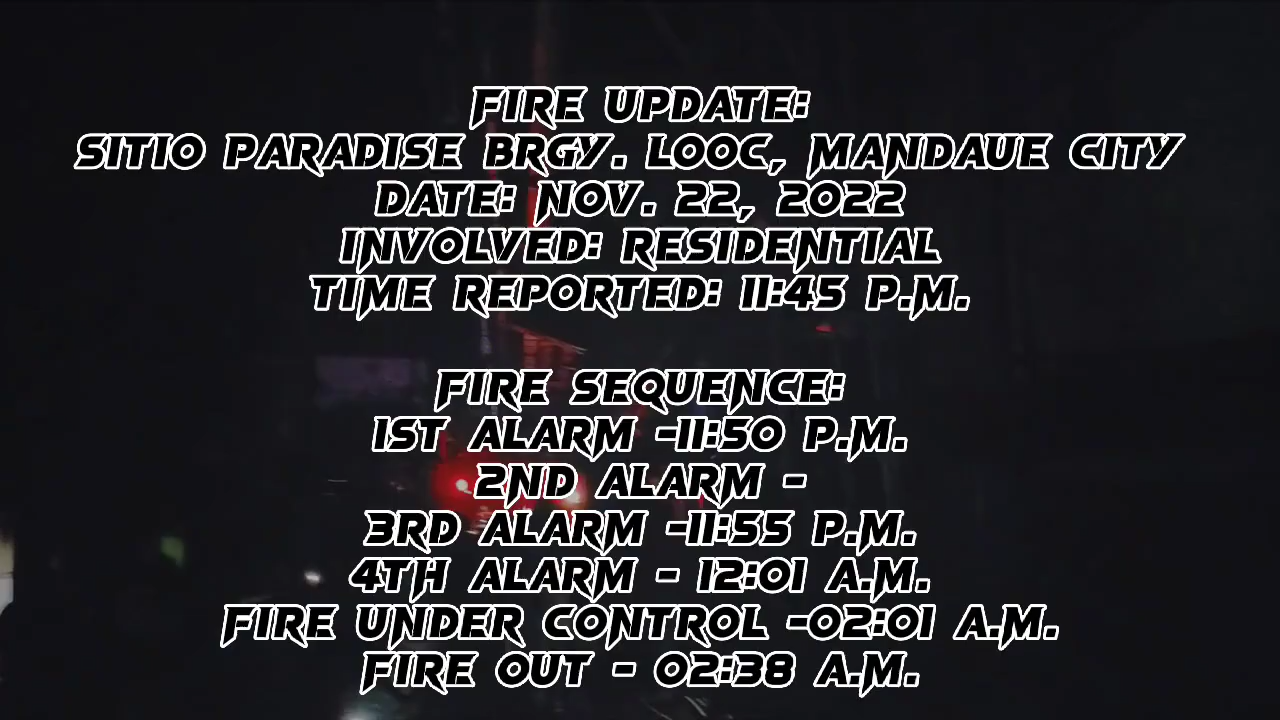 FIRE UPDATE:
SITIO PARADISE BRGY. LOOC, MANDAUE CITY
DATE: NOV. 22, 2022
INVOLVED: RESIDENTIAL
TIME REPORTED: 11:45 P.M.
FIRE SEQUENCE:
1ST ALARM -11:50 P.M.
2ND ALARM -
3RD ALARM -11:55 P.M.
4TH ALARM - 12:01 A.M.
FIRE UNDER CONTROL -02:01 A.M.
FIRE OUT - 02:38 A.M.